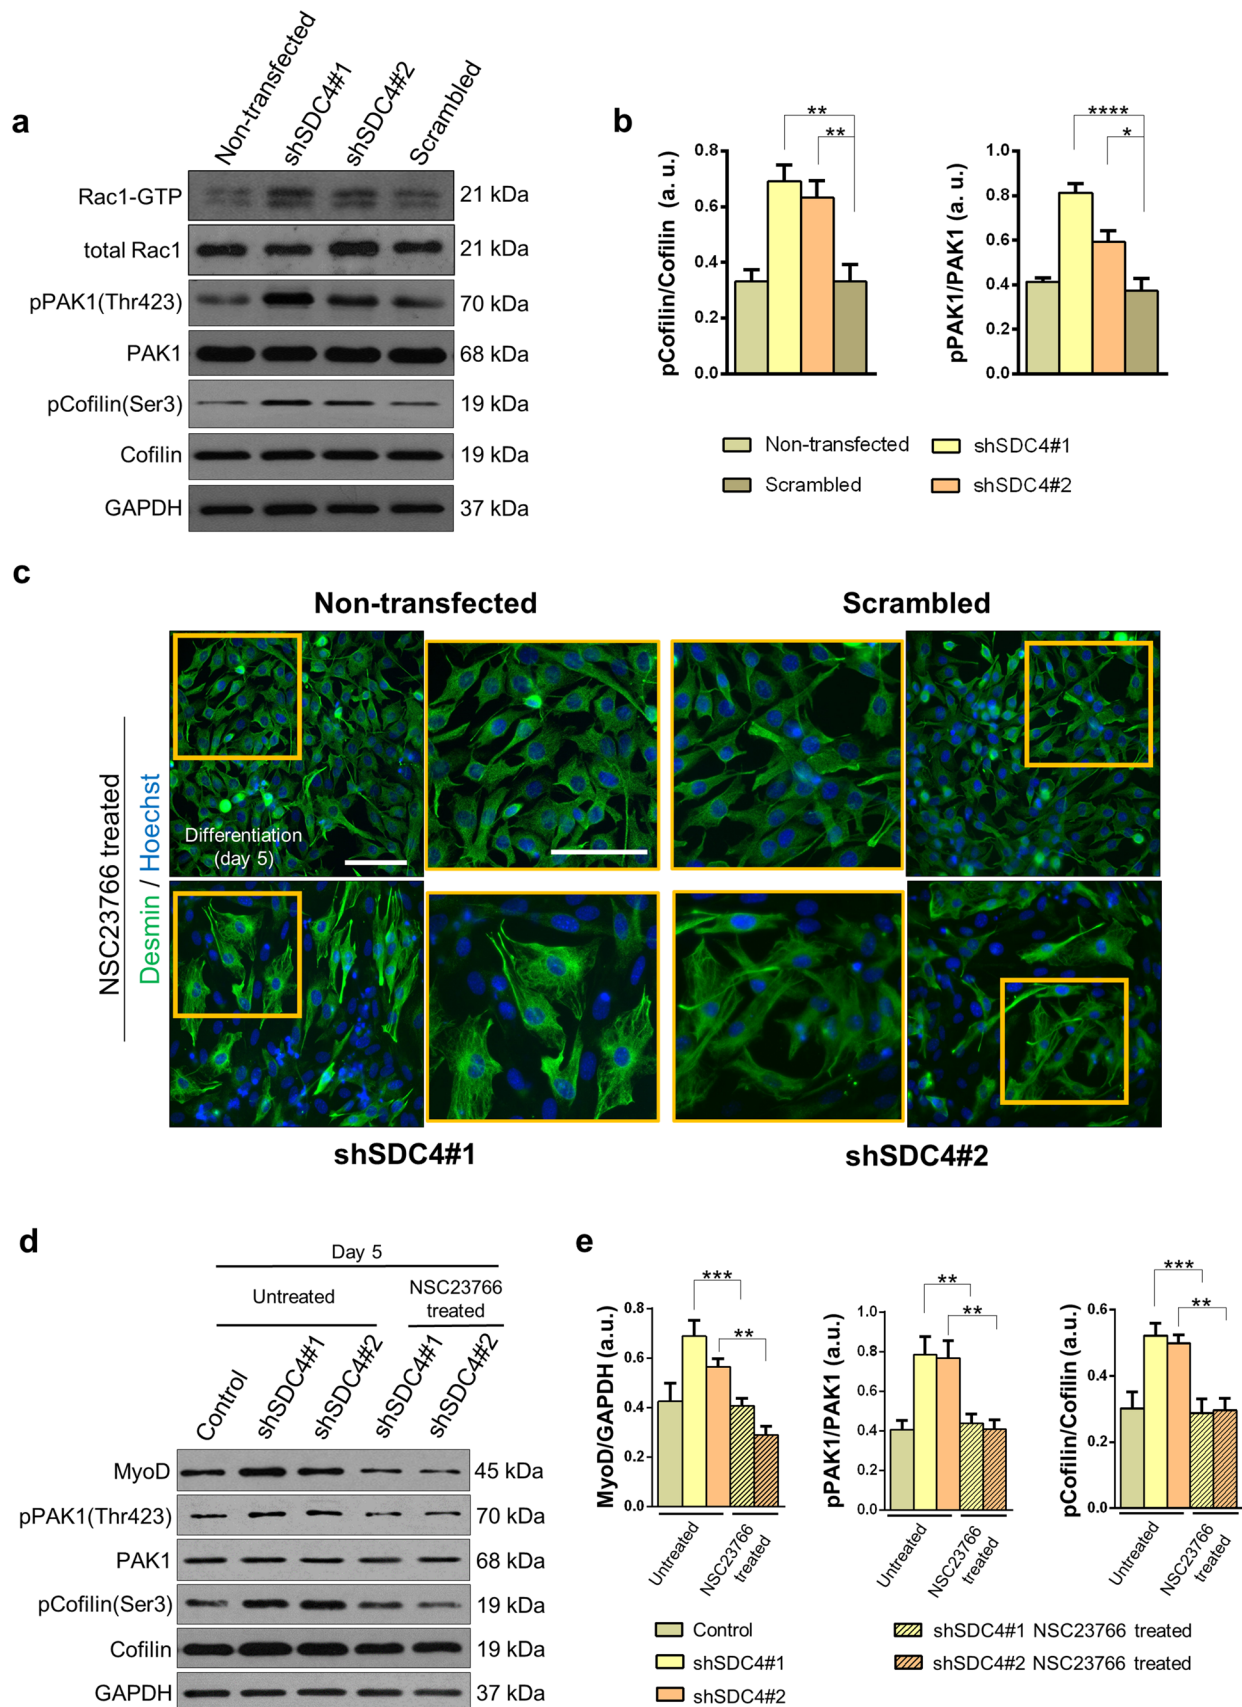 a
Non-transfected
shSDC4#1
shSDC4#2
Scrambled
Rac1-GTP 21 kDa
total Rac1 21 kDa
pPAK1(Thr423) 70 kDa
PAK1 68 kDa
pCofilin(Ser3) 19 kDa
Cofilin 19 kDa
GAPDH 37 kDa
b
pCofilin/Cofilin (a. u.)
0.8
0.6
0.4
0.2
0.0
**
**
pPAK1/PAK1 (a. u.)
1.0
0.8
0.6
0.4
0.2
0.0
****
*
Non-transfected
shSDC4#1
Scrambled
shSDC4#2
c
Non-transfected
Scrambled
NSC23766 treated
Desmin / Hoechst
Differentiation
(day 5)
shSDC4#1
shSDC4#2
d
Day 5
Untreated
NSC23766
treated
Control
shSDC4#1
shSDC4#2
shSDC4#1
shSDC4#2
MyoD 45 kDa
pPAK1(Thr423) 70 kDa
PAK1 68 kDa
pCofilin(Ser3) 19 kDa
Cofilin 19 kDa
GAPDH 37 kDa
e
MyoD/GAPDH (a.u.)
0.8
0.6
0.4
0.2
0.0
***
**
Untreated
NSC23766
treated
pPAK1/PAK1 (a.u.)
1.0
0.8
0.6
0.4
0.2
0.0
**
**
Untreated
NSC23766
treated
pCofilin/Cofilin (a.u.)
0.6
0.4
0.2
0.0
***
**
Untreated
NSC23766
treated
Control
shSDC4#1
shSDC4#2
shSDC4#1 NSC23766 treated
shSDC4#2 NSC23766 treated